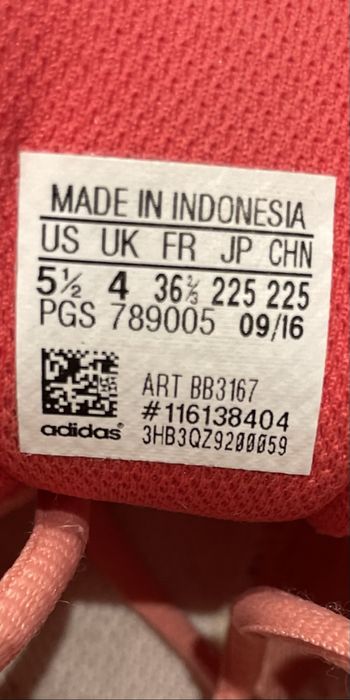 MADE IN INDONESIA
US UK FR JP CHN
5½ 4 36⅔ 225 225
PGS 789005 09/16
ART BB3167
#116138404
adidas 3HB3QZ9200059